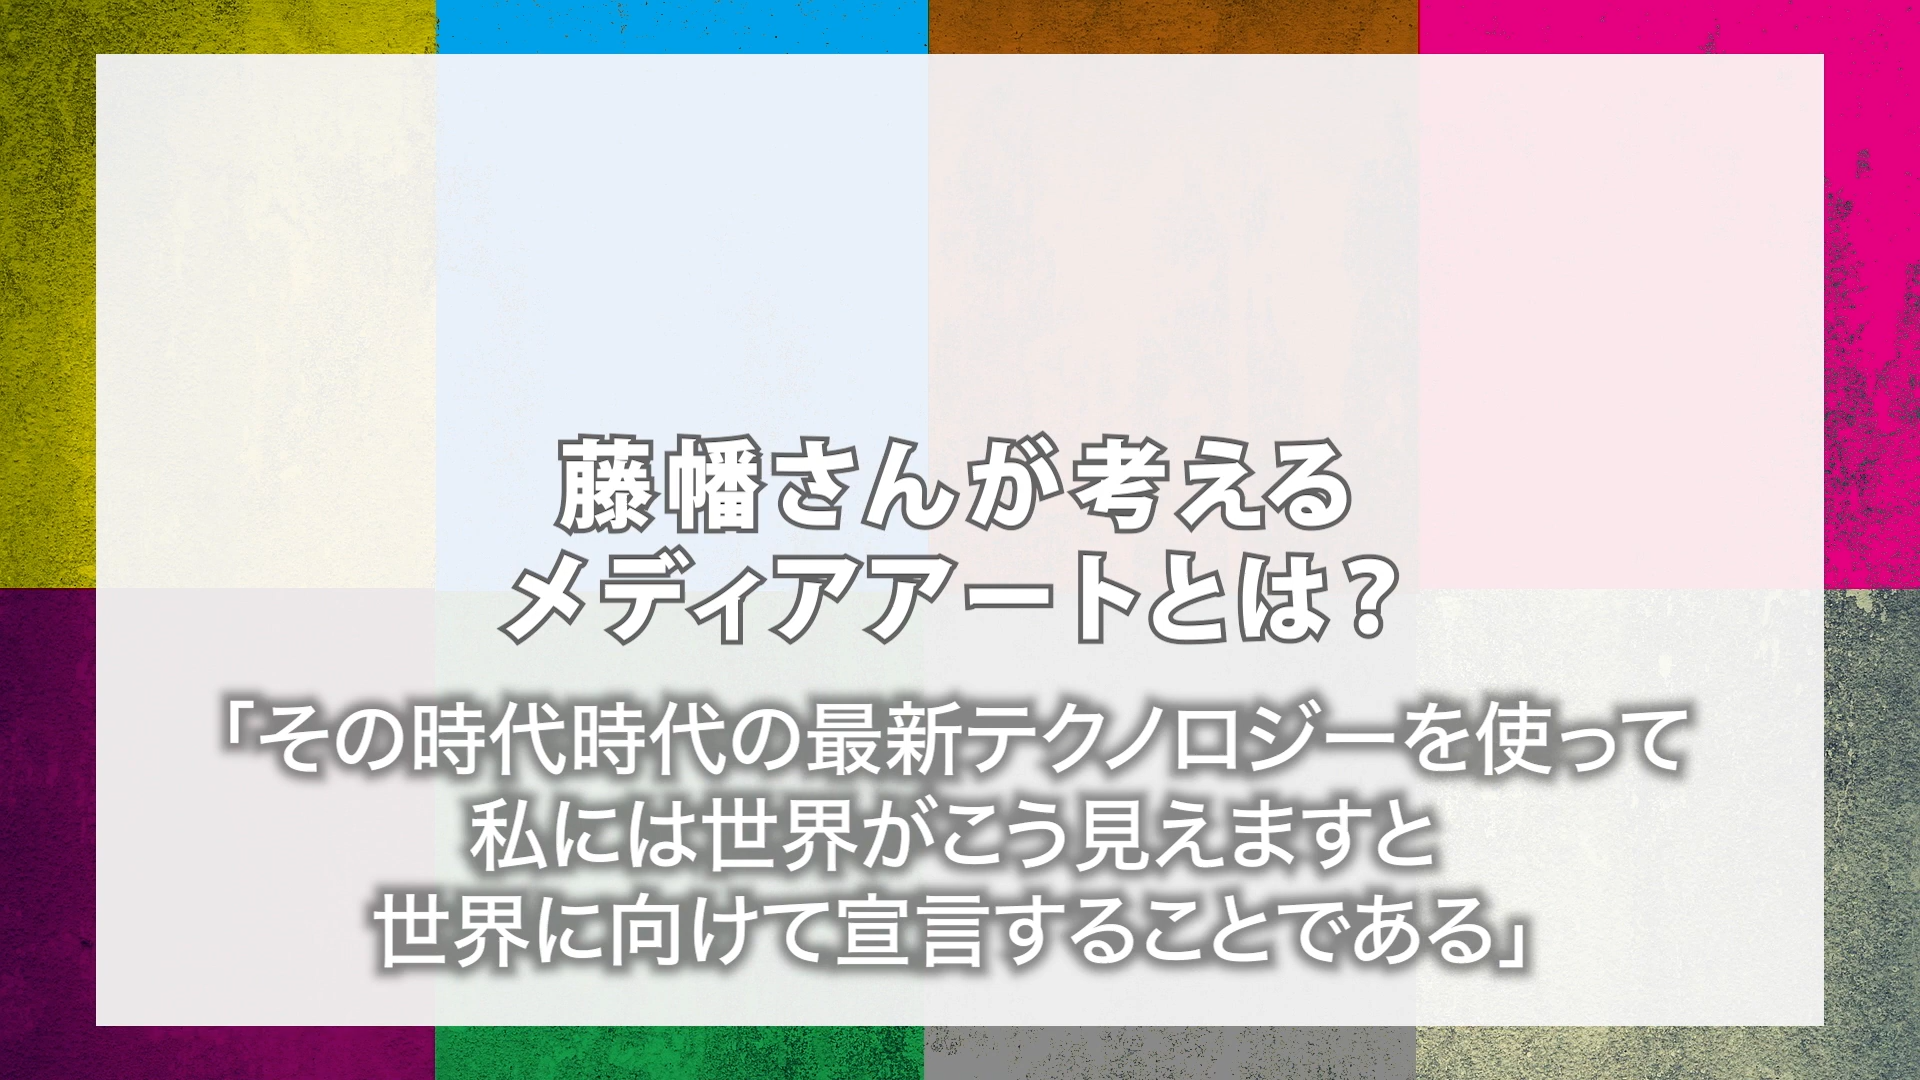 藤幡さんが考える
メディアアートとは?
「その時代時代の最新テクノロジーを使って
私には世界がこう見えますと
世界に向けて宣言することである」